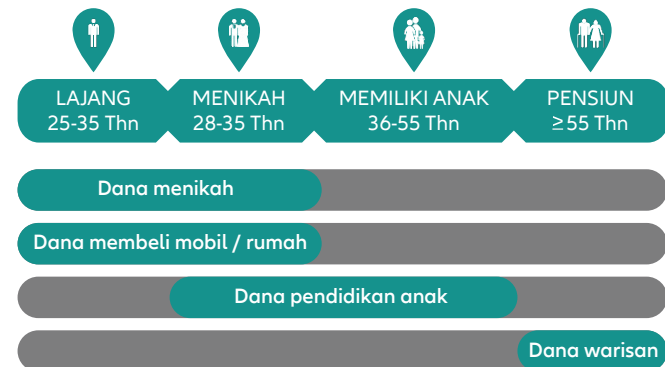 LAJANG
25-35 Thn
MENIKAH
28-35 Thn
MEMILIKI ANAK
36-55 Thn
PENSIUN
≥55 Thn
Dana menikah
Dana membeli mobil / rumah
Dana pendidikan anak
Dana warisan